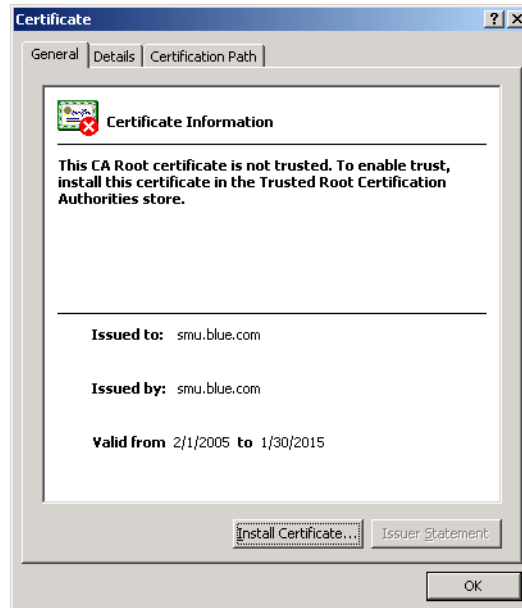 Certificate
General Details Certification Path
Certificate Information
This CA Root certificate is not trusted. To enable trust,
install this certificate in the Trusted Root Certification
Authorities store.
Issued to: smu.blue.com
Issued by: smu.blue.com
Valid from 2/1/2005 to 1/30/2015
Install Certificate... Issuer Statement
OK